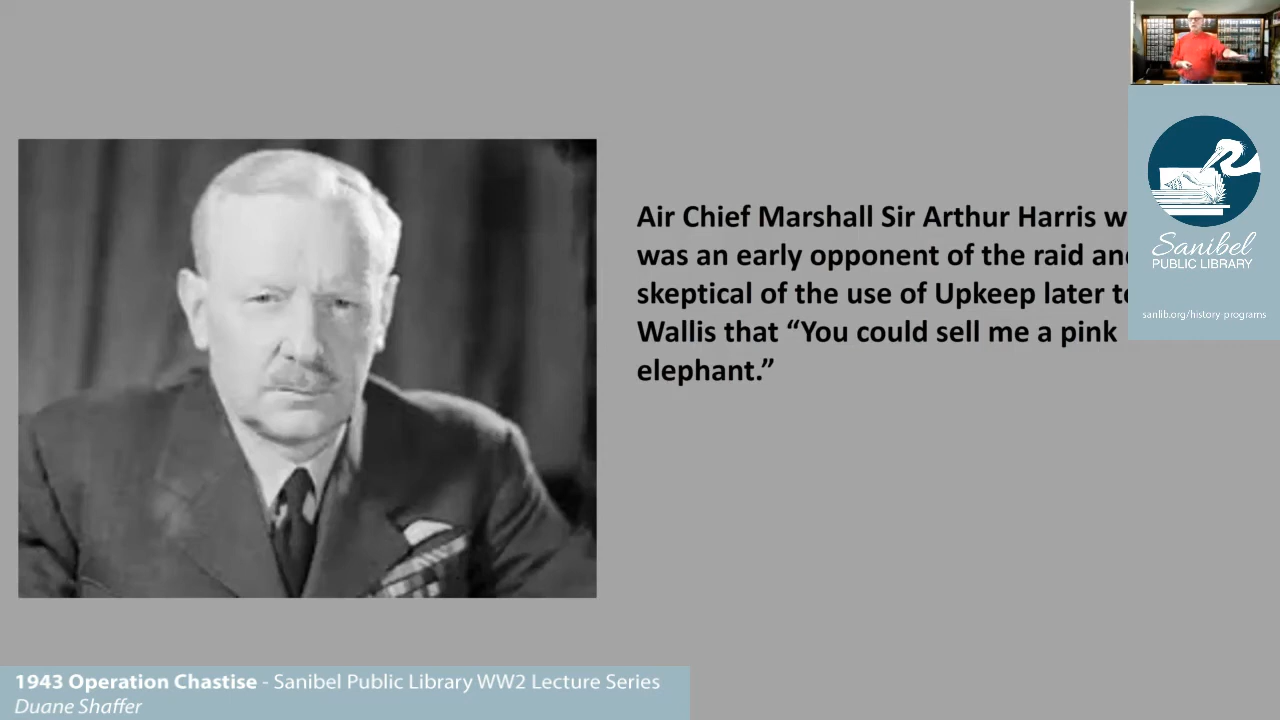 Air Chief Marshall Sir Arthur Harris
was an early opponent of the raid
skeptical of the use of Upkeep later
Wallis that “You could sell me a pink
elephant.”
Sanibel
PUBLIC LIBRARY
sanlib.org/history-programs
1943 Operation Chastise - Sanibel Public Library WW2 Lecture Series
Duane Shaffer